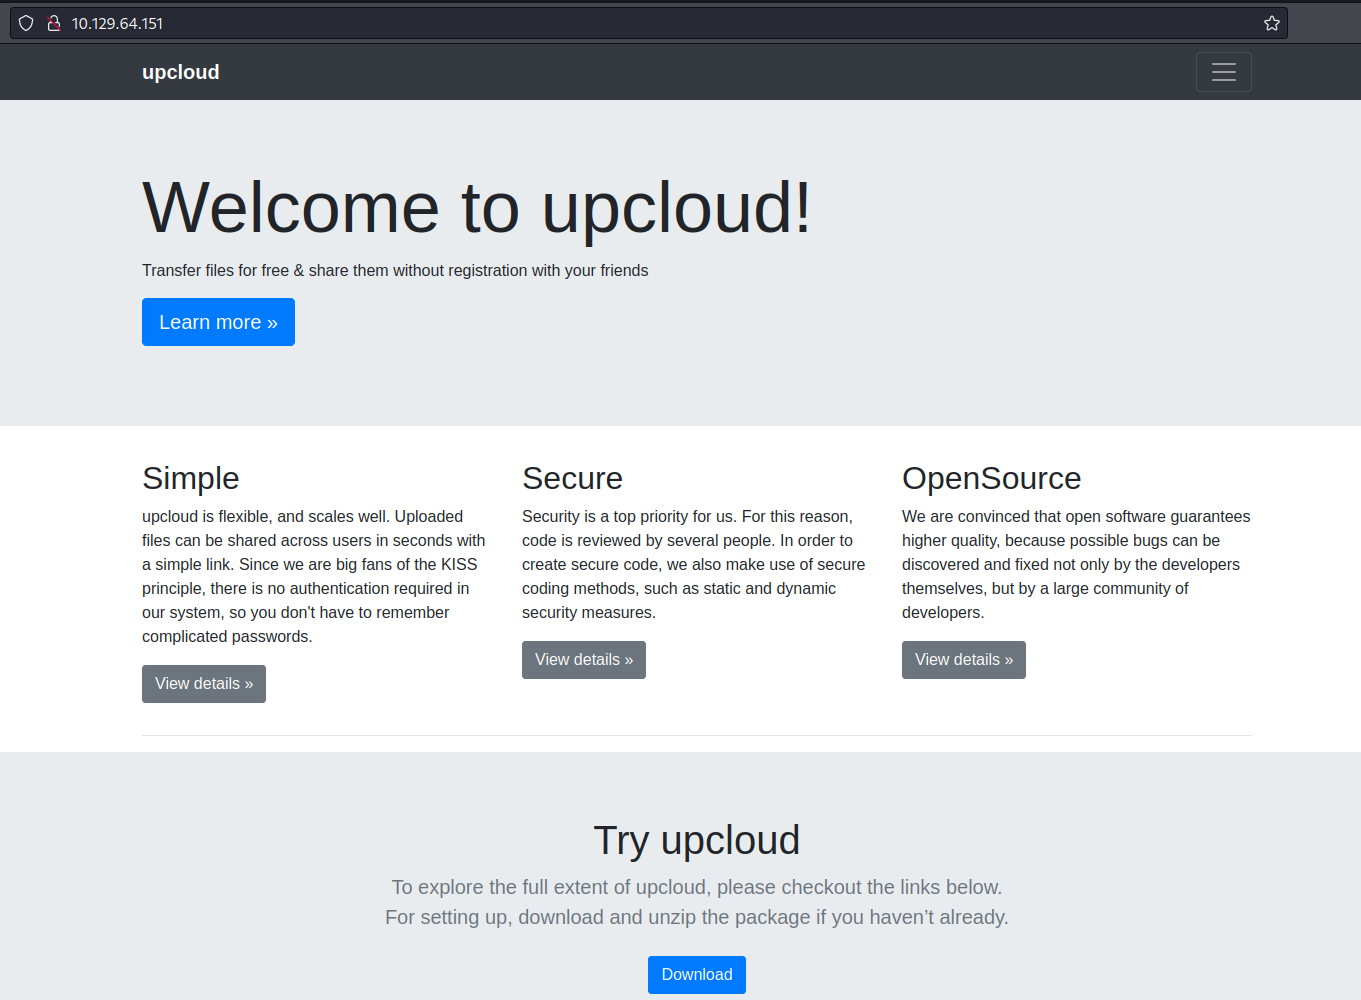 10.129.64.151
upcloud
Welcome to upcloud!
Transfer files for free & share them without registration with your friends
Learn more »
Simple
upcloud is flexible, and scales well. Uploaded
files can be shared across users in seconds with
a simple link. Since we are big fans of the KISS
principle, there is no authentication required in
our system, so you don't have to remember
complicated passwords.
View details »
Secure
Security is a top priority for us. For this reason,
code is reviewed by several people. In order to
create secure code, we also make use of secure
coding methods, such as static and dynamic
security measures.
View details »
OpenSource
We are convinced that open software guarantees
higher quality, because possible bugs can be
discovered and fixed not only by the developers
themselves, but by a large community of
developers.
View details »
Try upcloud
To explore the full extent of upcloud, please checkout the links below.
For setting up, download and unzip the package if you haven’t already.
Download